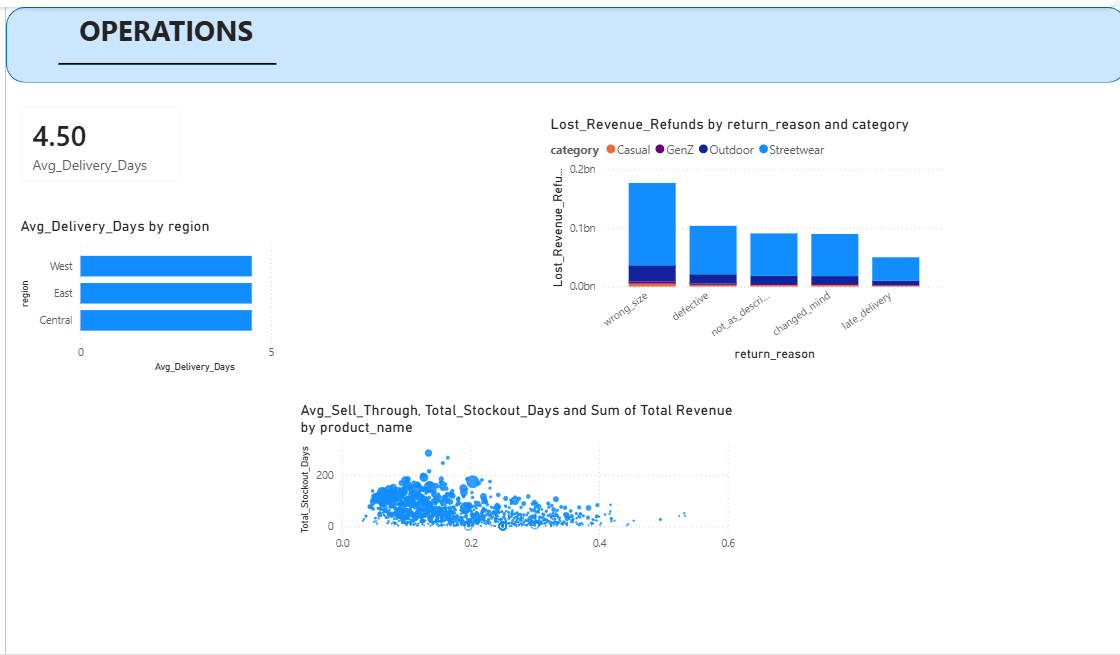 OPERATIONS
4.50
Avg_Delivery_Days
Avg_Delivery_Days by region
region
West
East
Central
0
5
Avg_Delivery_Days
Lost_Revenue_Refunds by return_reason and category
category Casual GenZ Outdoor Streetwear
Lost_Revenue_Refu...
0.2bn
0.1bn
0.0bn
wrong_size
defective
not_as_descri...
changed_mind
late_delivery
return_reason
Avg_Sell_Through, Total_Stockout_Days and Sum of Total Revenue
by product_name
Total_Stockout_Days
200
0
0.0
0.2
0.4
0.6